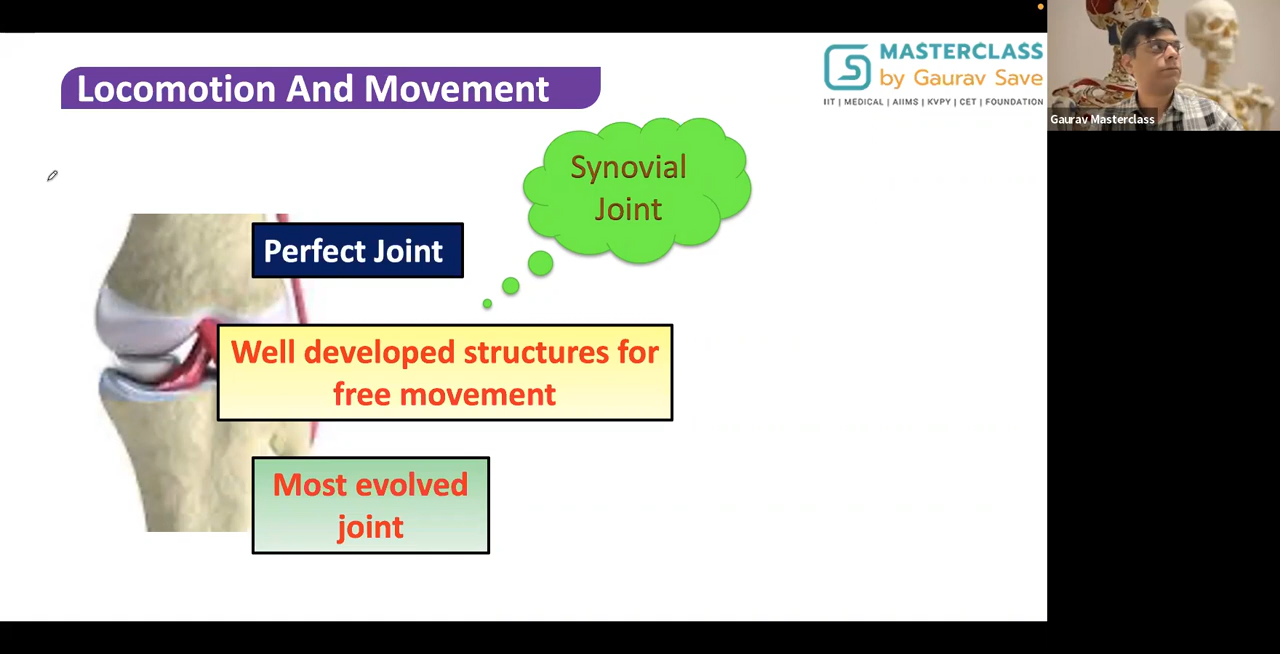 Locomotion And Movement
MASTERCLASS
by Gaurav Save
IIT | MEDICAL | AIIMS | KVPY | CET | FOUNDATION
Gaurav Masterclass
Synovial
Joint
Perfect Joint
Well developed structures for
free movement
Most evolved
joint